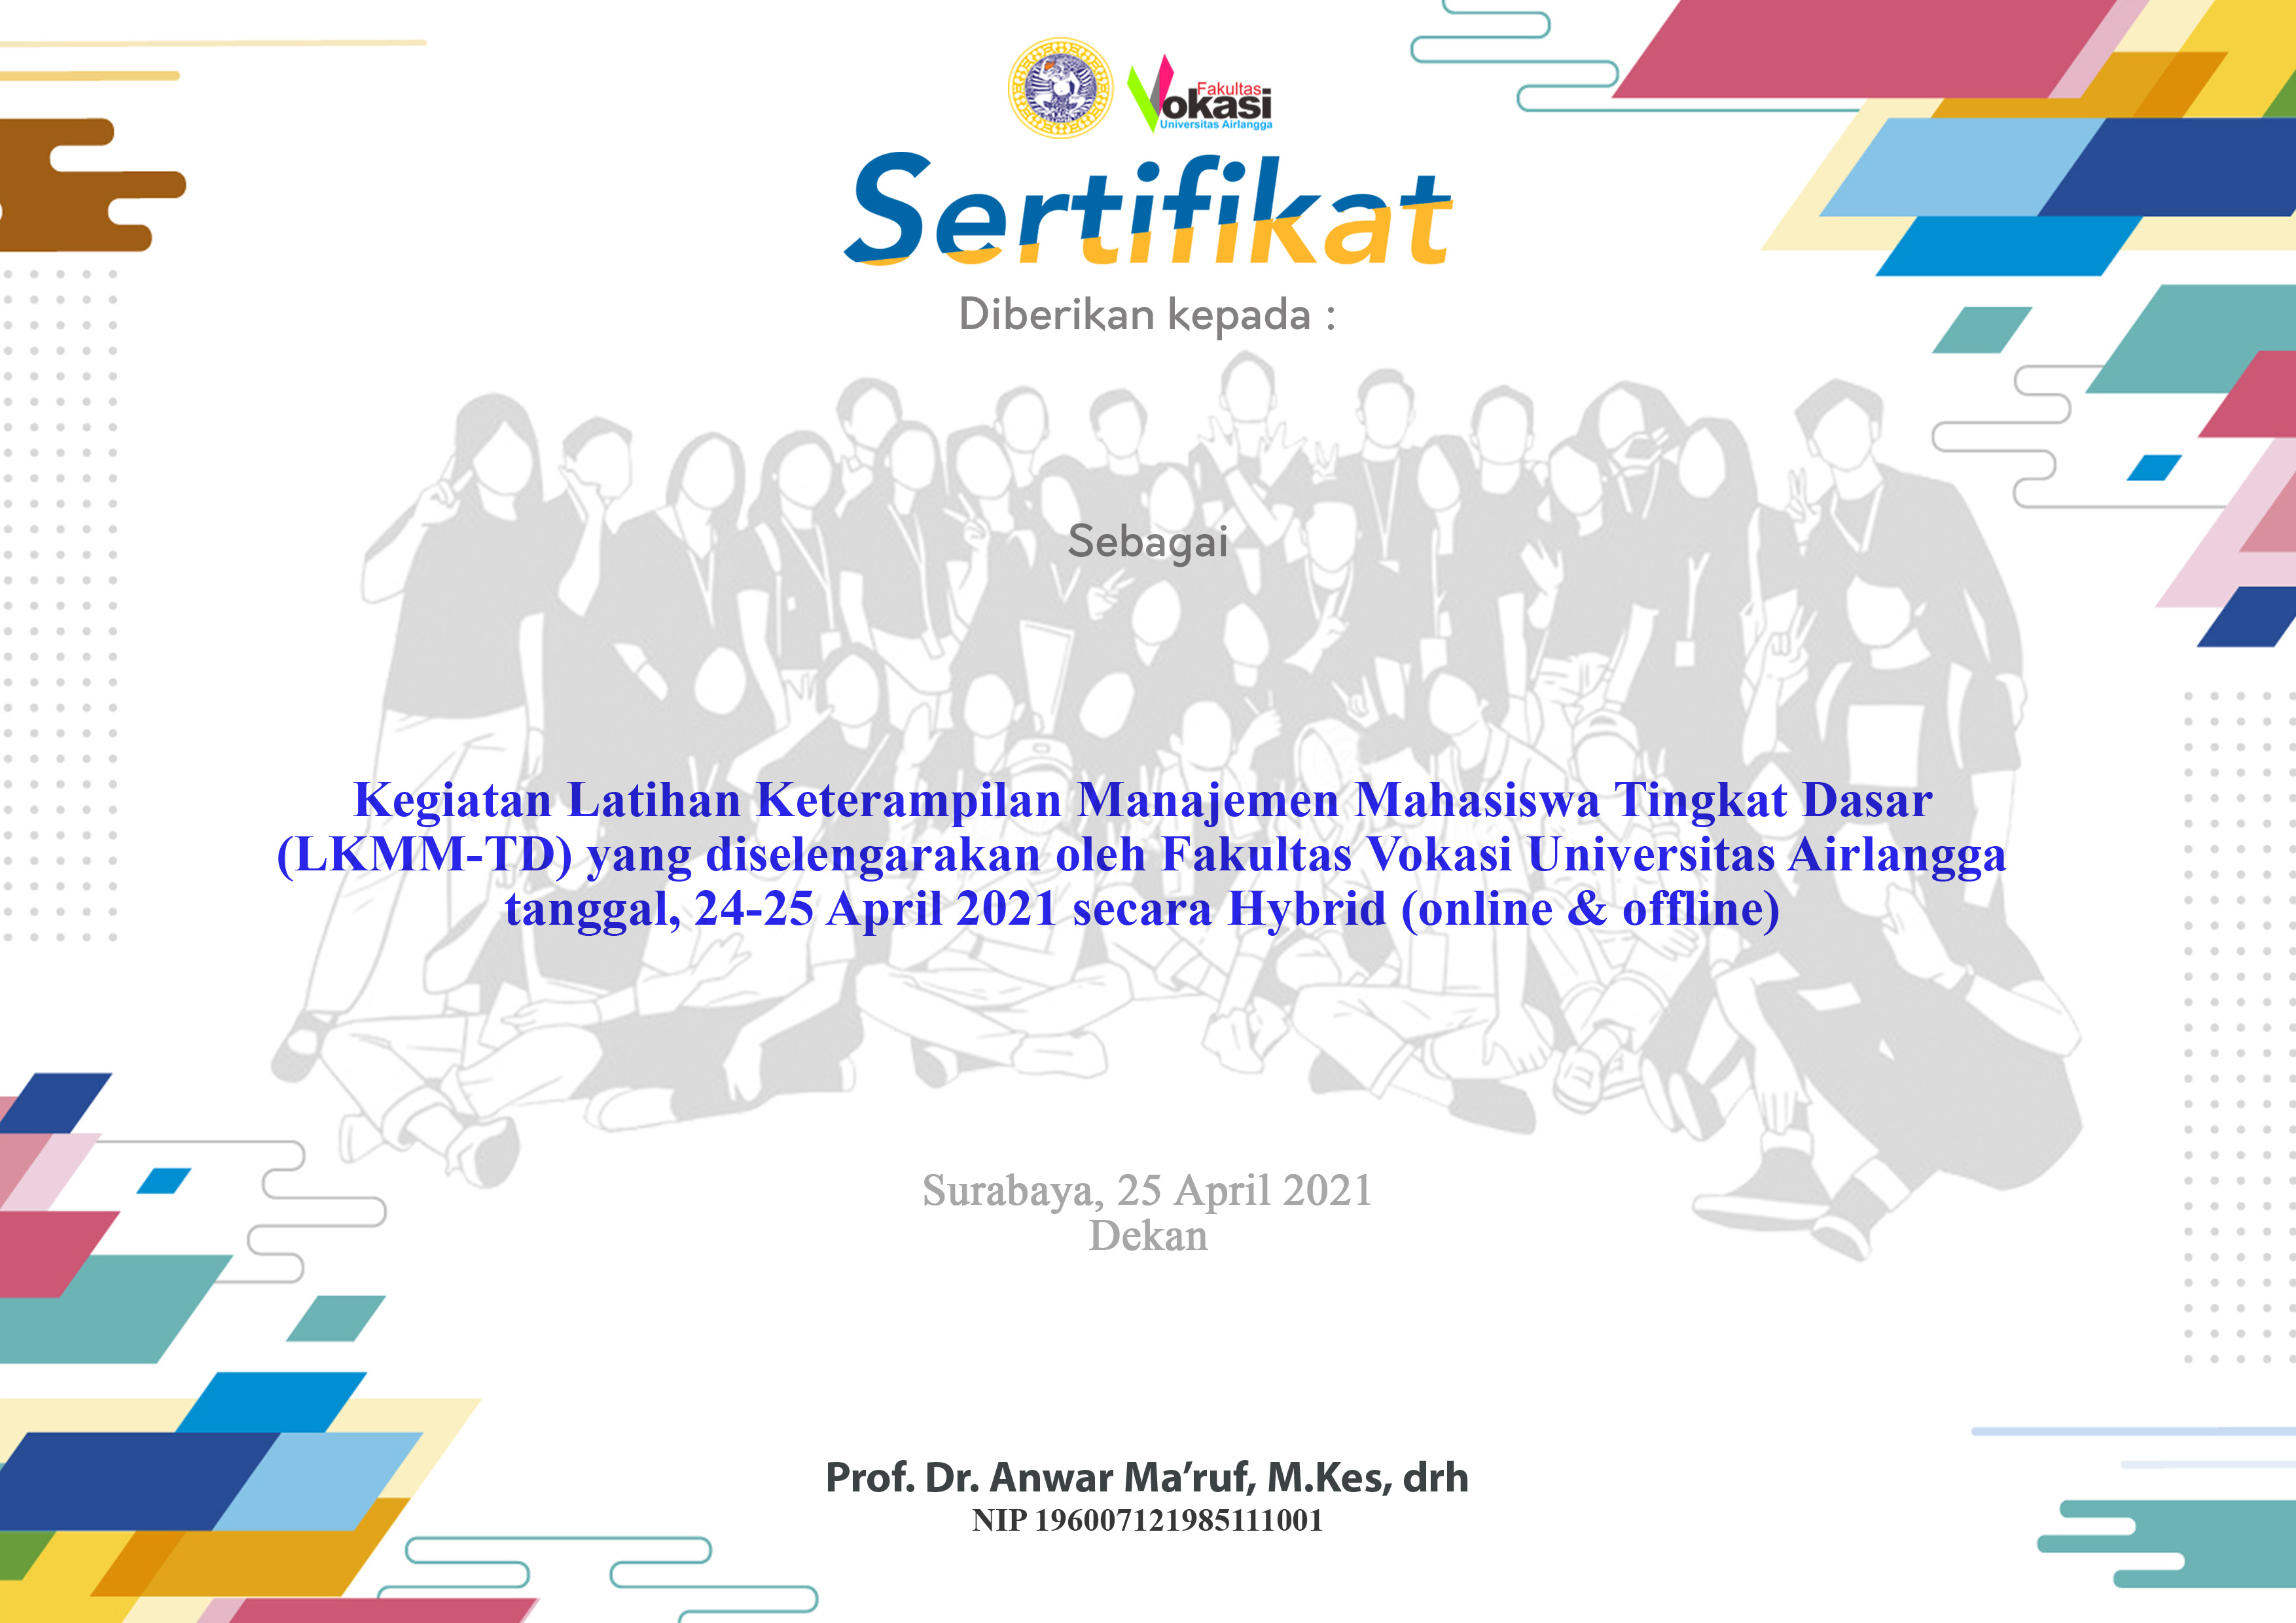 Fakultas
Vokasi
Universitas Airlangga
Sertifikat
Diberikan kepada :
Sebagai
Kegiatan Latihan Keterampilan Manajemen Mahasiswa Tingkat Dasar
(LKMM-TD) yang diselengarakan oleh Fakultas Vokasi Universitas Airlangga
tanggal, 24-25 April 2021 secara Hybrid (online & offline)
Surabaya, 25 April 2021
Dekan
Prof. Dr. Anwar Ma’ruf, M.Kes, drh
NIP 196007121985111001